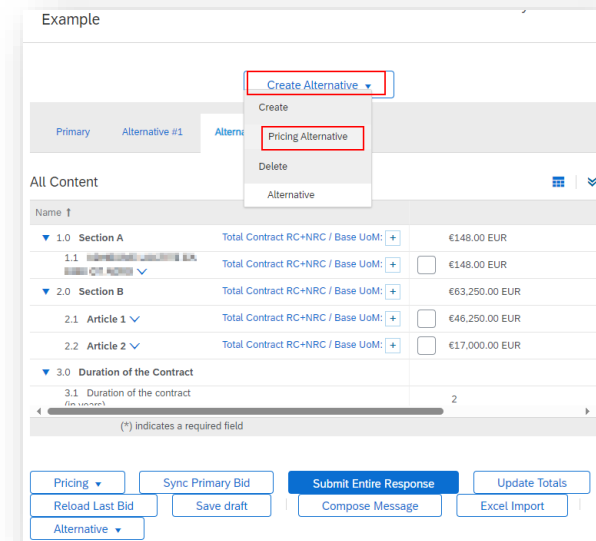 Example
Create Alternative
Create
Primary Alternative #1 Alterna
Pricing Alternative
Delete
Alternative
All Content
Name ↑
1.0 Section A Total Contract RC+NRC / Base UoM: + €148.00 EUR
1.1 Total Contract RC+NRC / Base UoM: + €148.00 EUR
2.0 Section B Total Contract RC+NRC / Base UoM: + €63,250.00 EUR
2.1 Article 1 Total Contract RC+NRC / Base UoM: + €46,250.00 EUR
2.2 Article 2 Total Contract RC+NRC / Base UoM: + €17,000.00 EUR
3.0 Duration of the Contract
3.1 Duration of the contract
(in years) 2
(*) indicates a required field
Pricing Sync Primary Bid Submit Entire Response Update Totals
Reload Last Bid Save draft Compose Message Excel Import
Alternative